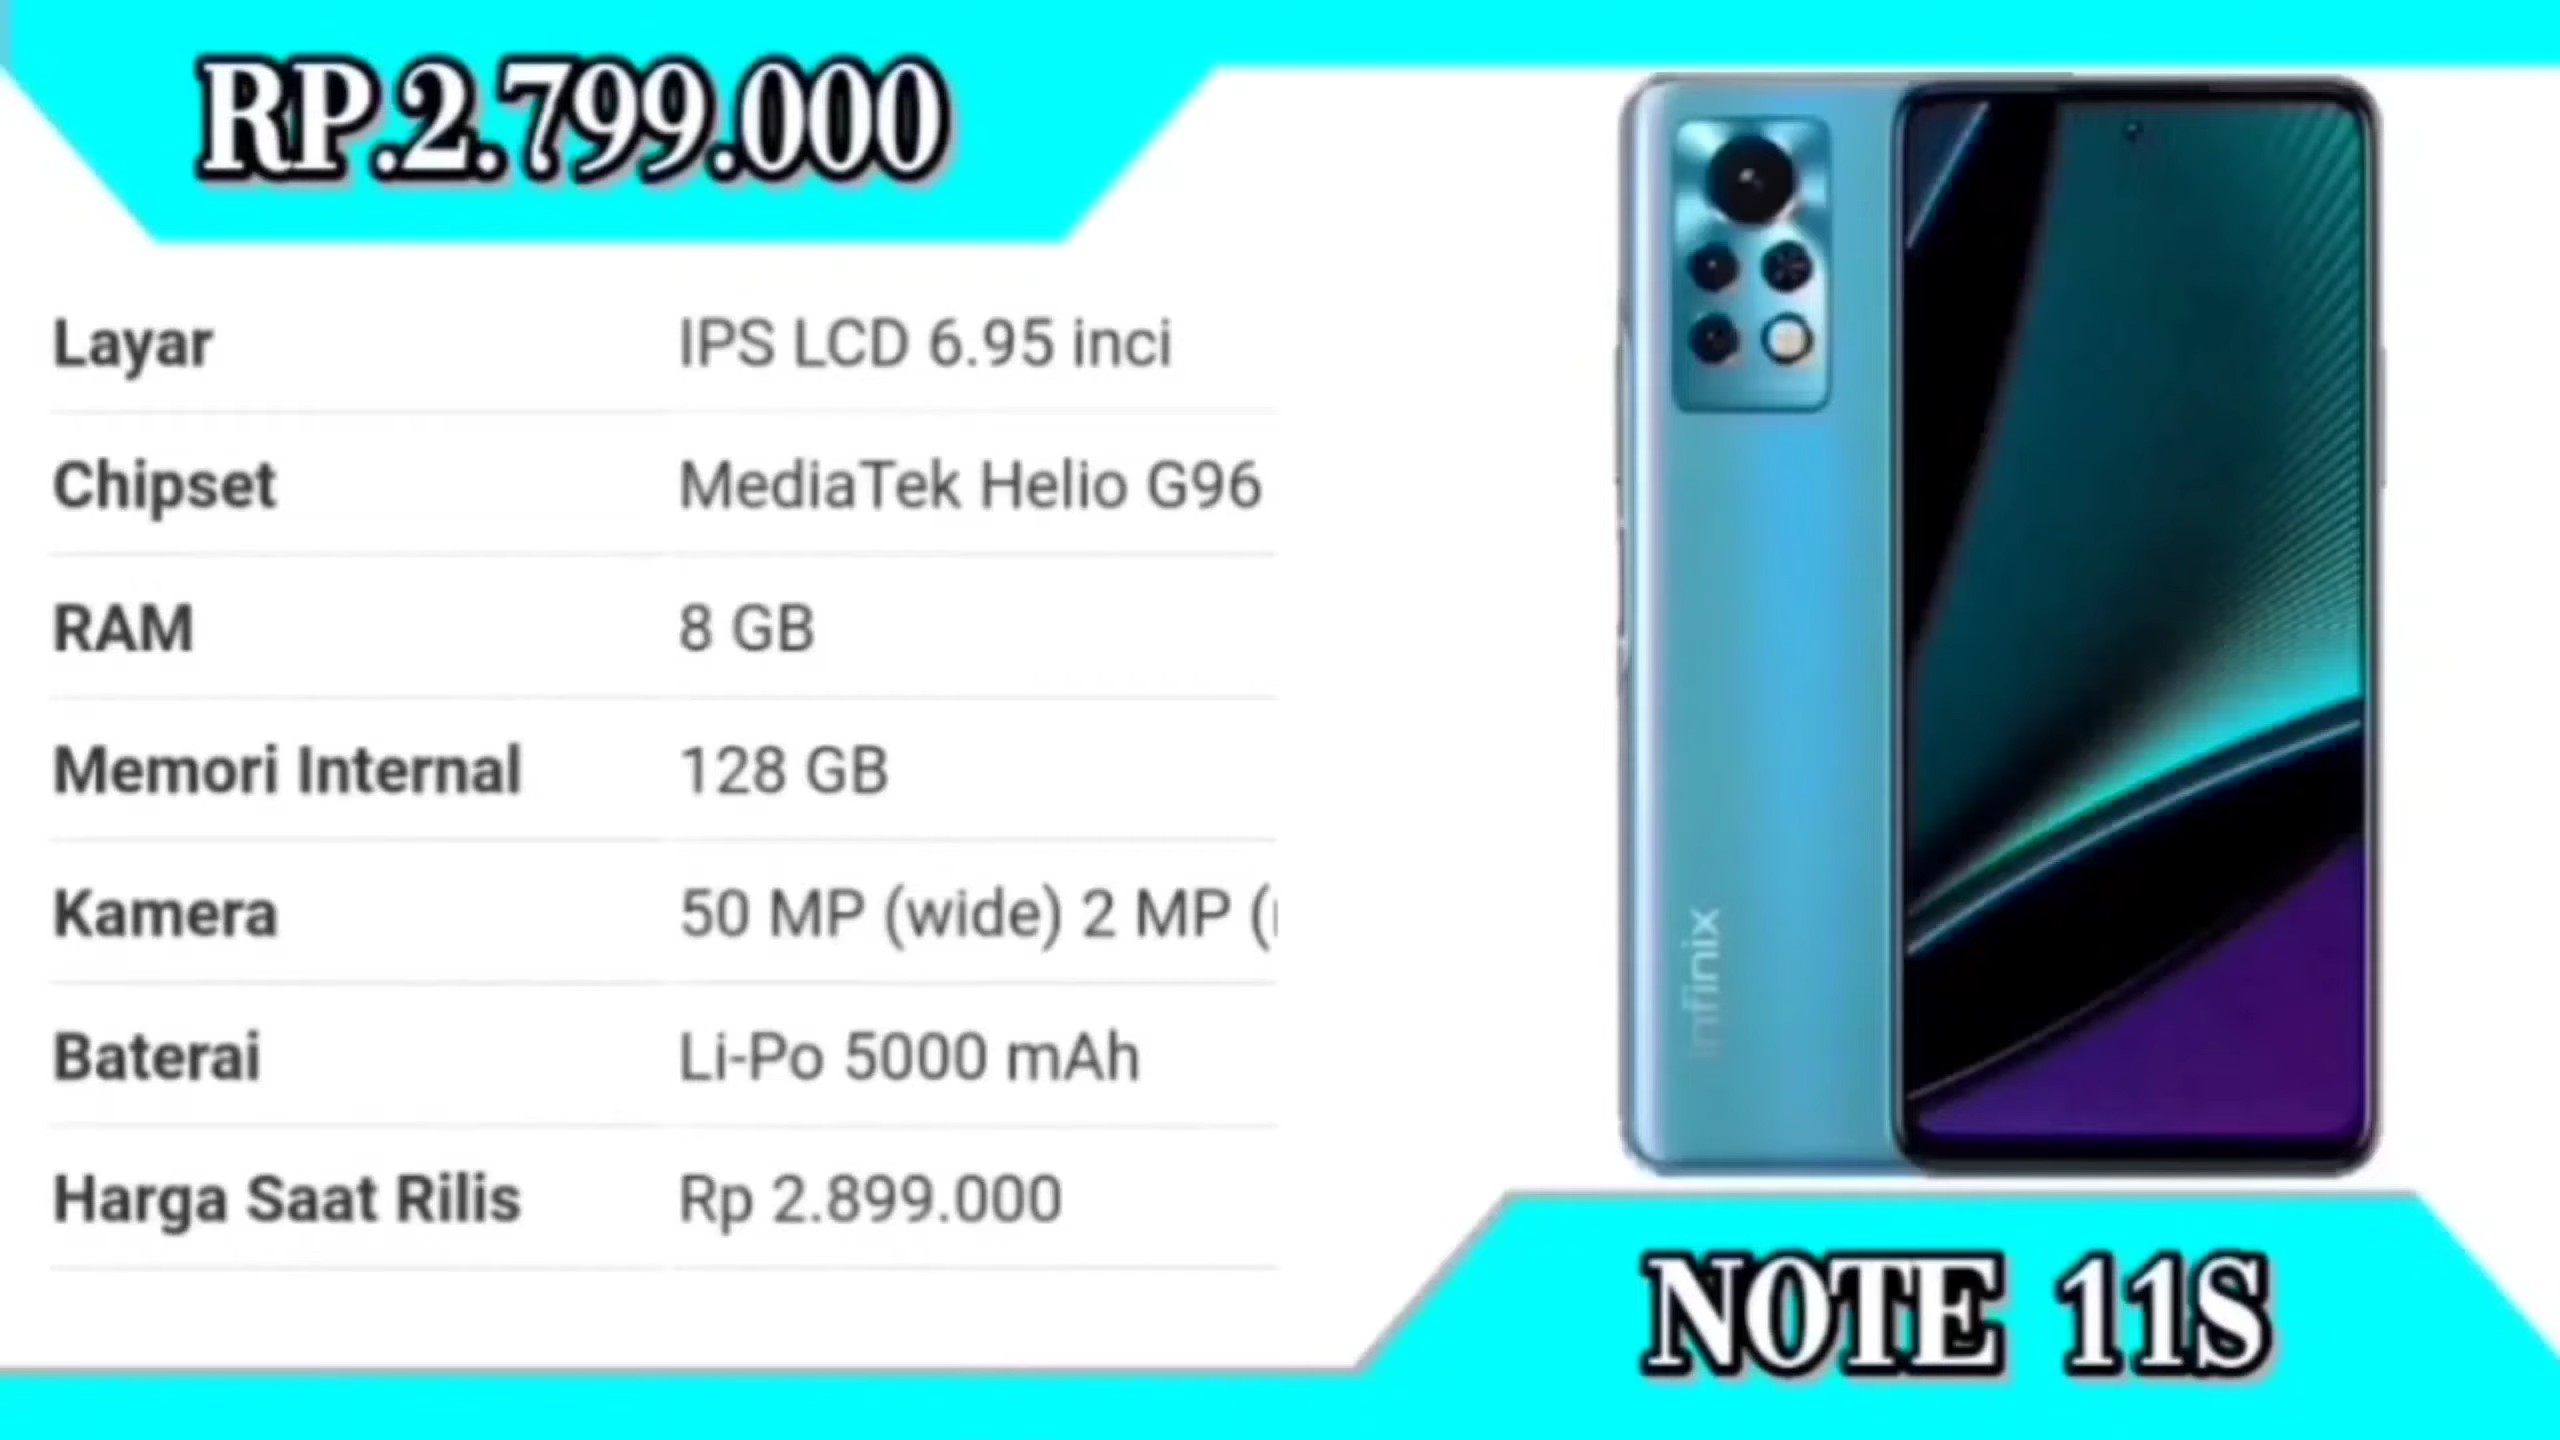 RP.2.799.000
Layar IPS LCD 6.95 inci
Chipset MediaTek Helio G96
RAM 8 GB
Memori Internal 128 GB
Kamera 50 MP (wide) 2 MP (
Baterai Li-Po 5000 mAh
Harga Saat Rilis Rp 2.899.000
Infinix
NOTE 11S